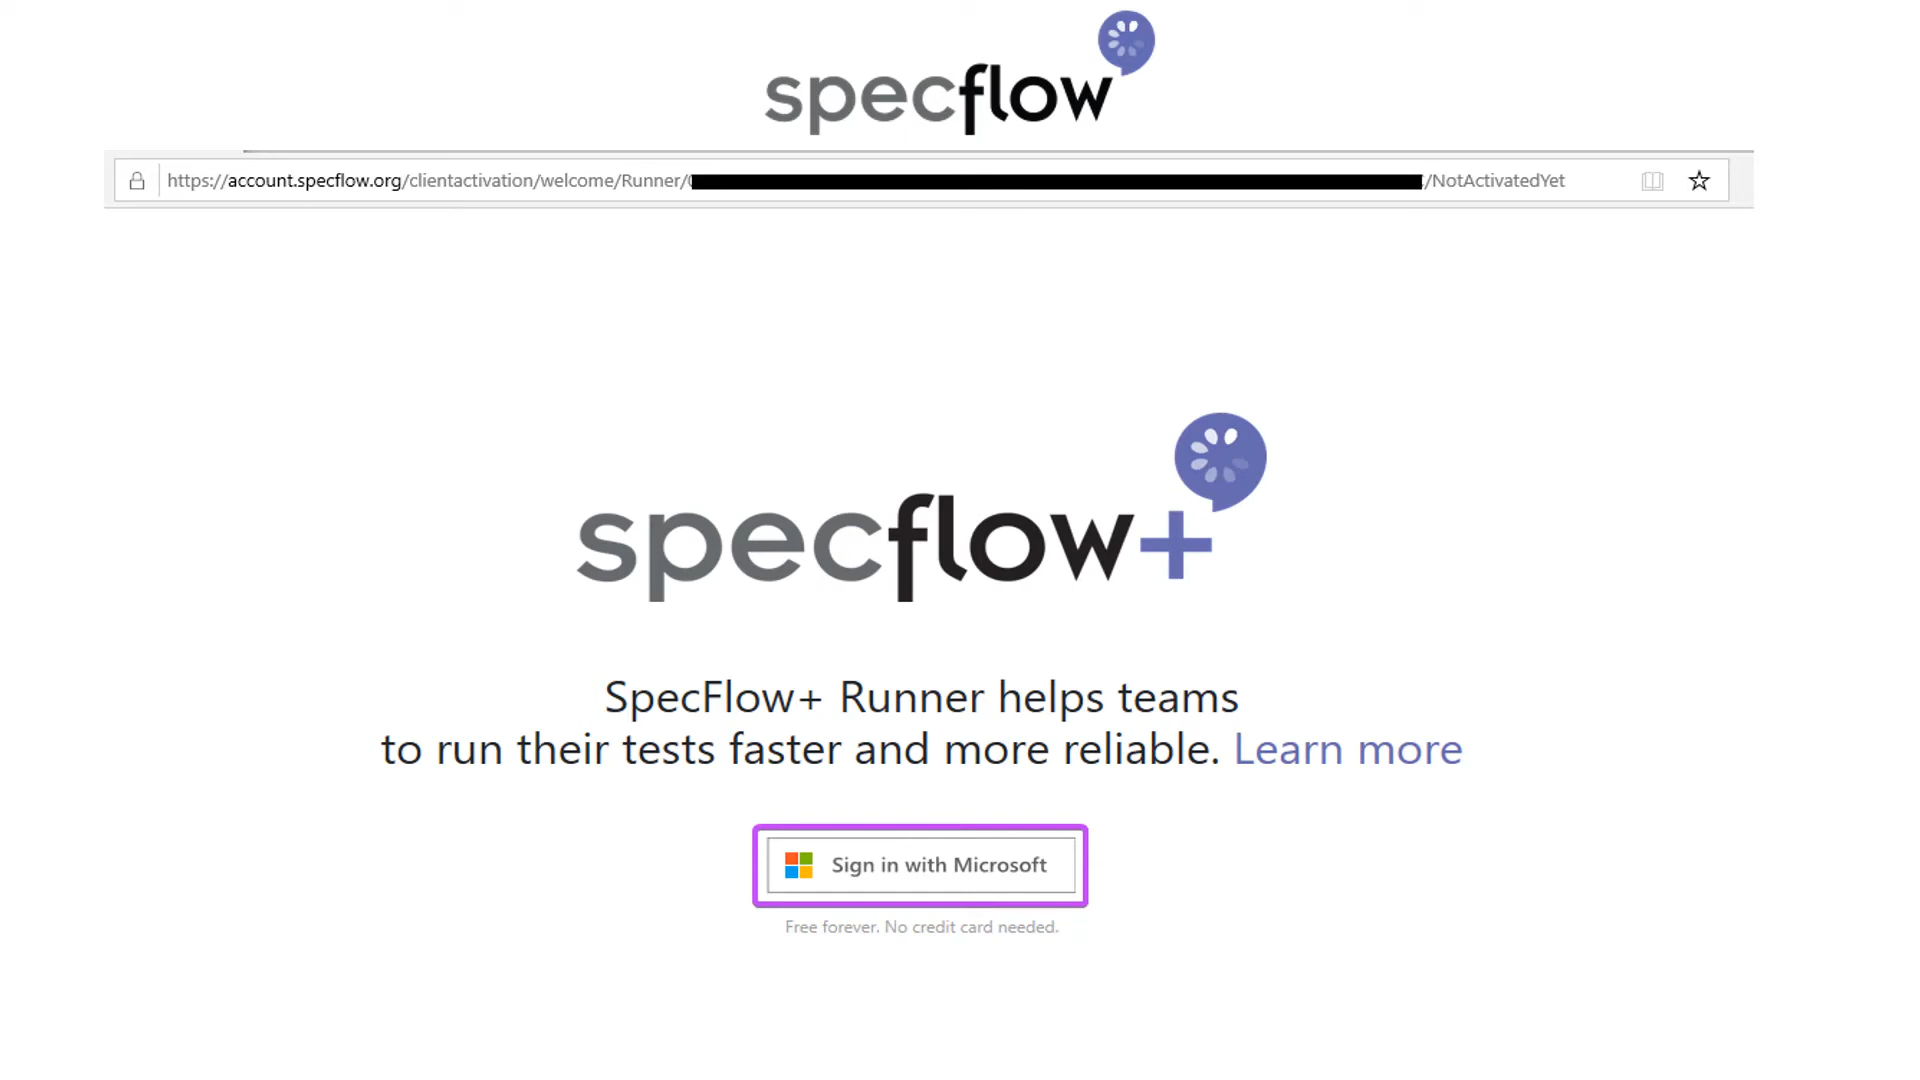 specflow
https://account.specflow.org/clientactivation/welcome/Runner/ /NotActivatedYet
specflow+
SpecFlow+ Runner helps teams
to run their tests faster and more reliable. Learn more
Sign in with Microsoft
Free forever. No credit card needed.